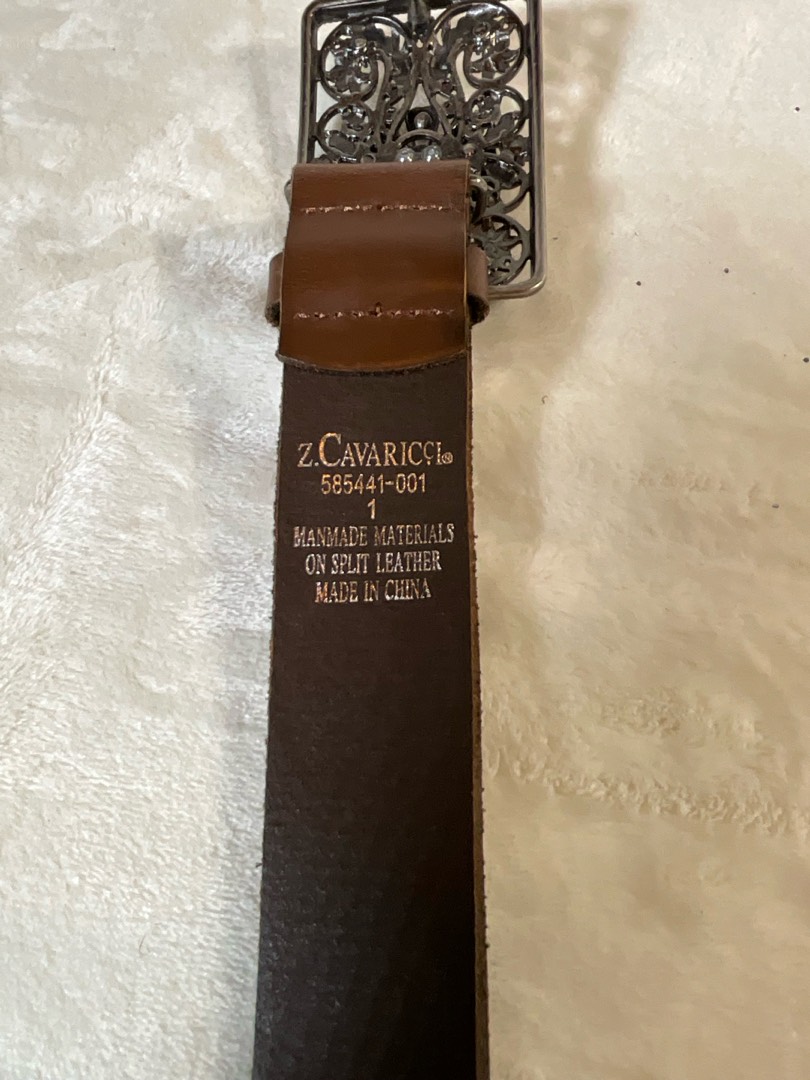 Z.CAVARICCI®
585441-001
1
MANMADE MATERIALS
ON SPLIT LEATHER
MADE IN CHINA